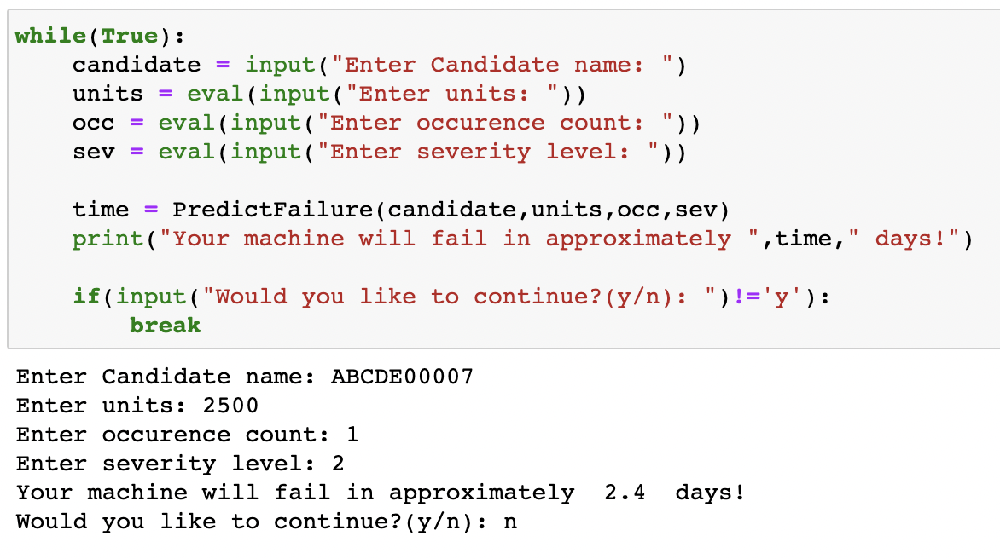 while(True):
    candidate = input("Enter Candidate name: ")
    units = eval(input("Enter units: "))
    occ = eval(input("Enter occurence count: "))
    sev = eval(input("Enter severity level: "))

    time = PredictFailure(candidate,units,occ,sev)
    print("Your machine will fail in approximately ",time," days!")

    if(input("Would you like to continue?(y/n): ")!='y'):
        break
Enter Candidate name: ABCDE00007
Enter units: 2500
Enter occurence count: 1
Enter severity level: 2
Your machine will fail in approximately  2.4  days!
Would you like to continue?(y/n): n